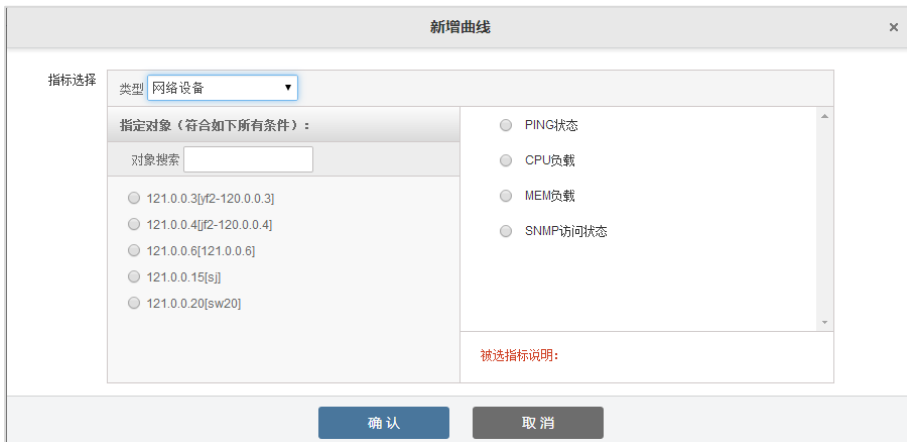 新增曲线
×
指标选择
类型 网络设备
指定对象（符合如下所有条件）：
对象搜索
121.0.0.3[yf2-120.0.0.3]
121.0.0.4[jf2-120.0.0.4]
121.0.0.6[121.0.0.6]
121.0.0.15[sj]
121.0.0.20[sw20]
PING状态
CPU负载
MEM负载
SNMP访问状态
被选指标说明：
确认
取消